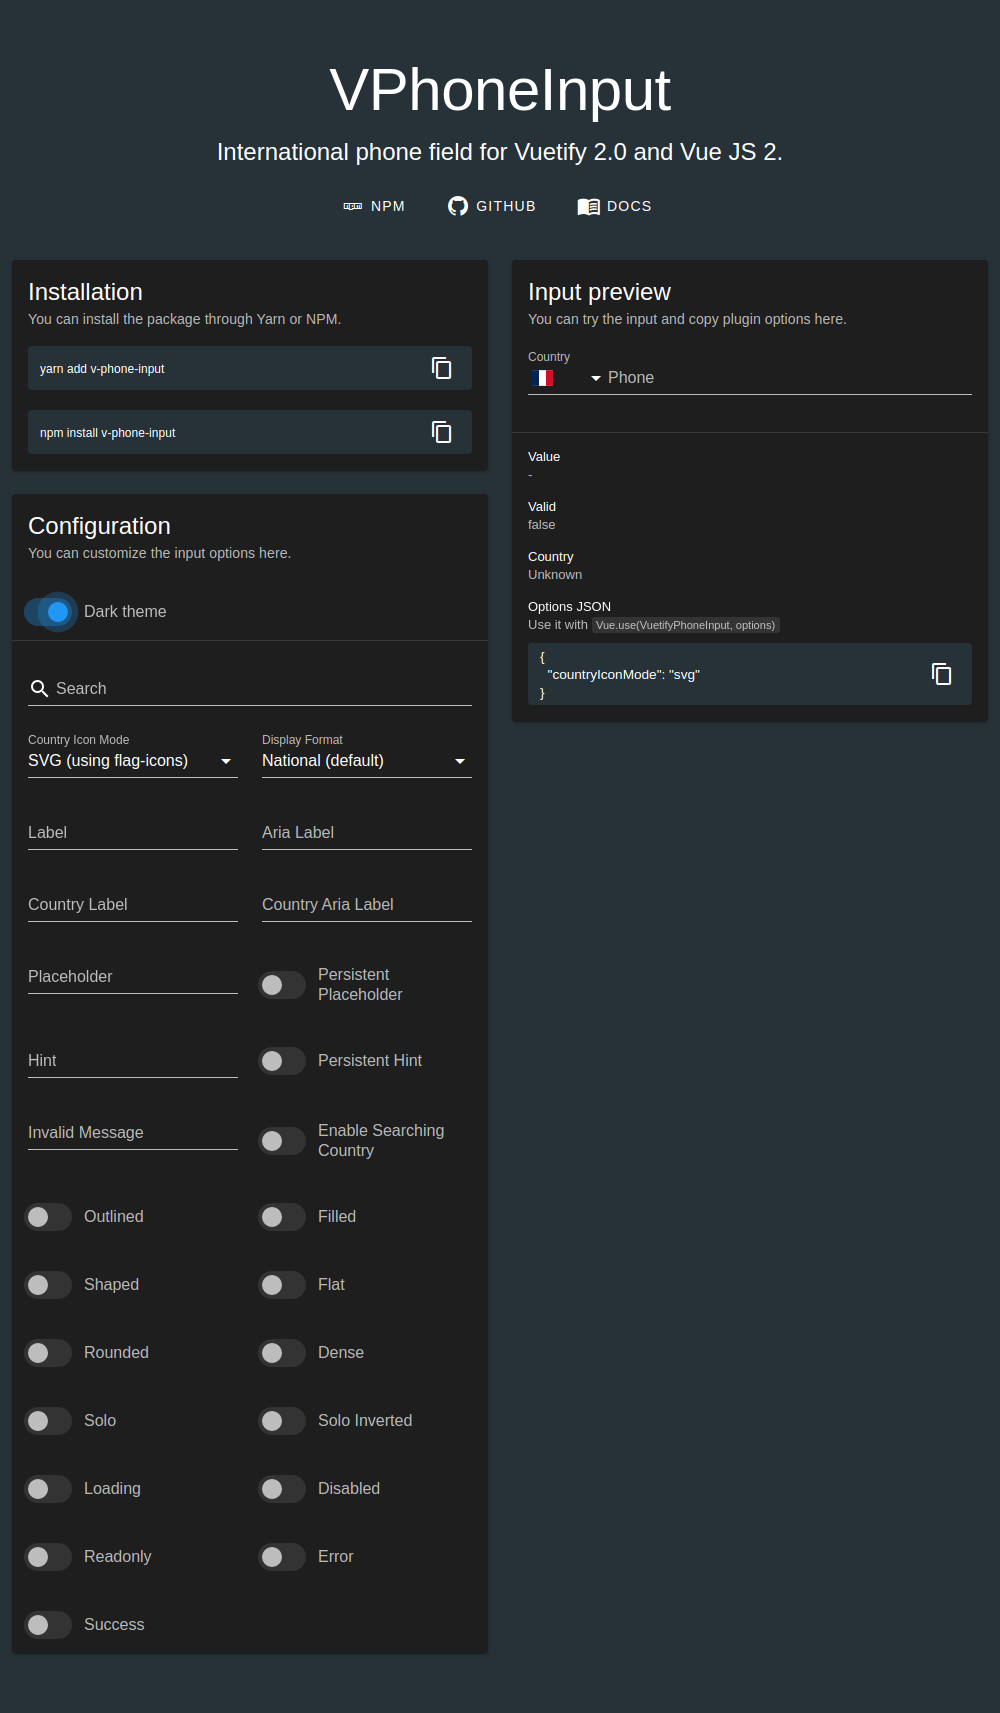 VPhoneInput
International phone field for Vuetify 2.0 and Vue JS 2.
NPM GITHUB DOCS
Installation
You can install the package through Yarn or NPM.
yarn add v-phone-input
npm install v-phone-input
Configuration
You can customize the input options here.
Dark theme
Search
Country Icon Mode
SVG (using flag-icons)
Display Format
National (default)
Label
Aria Label
Country Label
Country Aria Label
Placeholder
Persistent
Placeholder
Hint
Persistent Hint
Invalid Message
Enable Searching
Country
Outlined
Filled
Shaped
Flat
Rounded
Dense
Solo
Solo Inverted
Loading
Disabled
Readonly
Error
Success
Input preview
You can try the input and copy plugin options here.
Country
Phone
Value
-
Valid
false
Country
Unknown
Options JSON
Use it with Vue.use(VuetifyPhoneInput, options)
{
"countryIconMode": "svg"
}